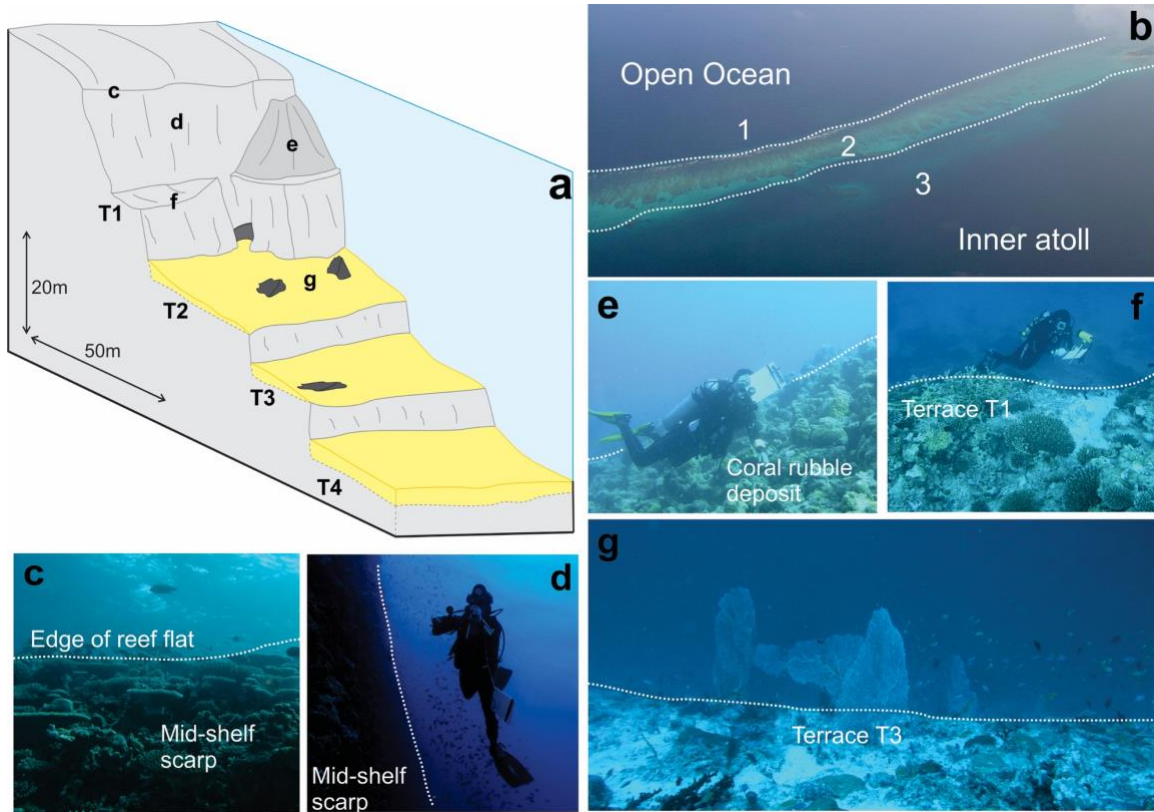 a
c
d
e
f
T1
g
20m
T2
50m
T3
T4
b
Open Ocean
1
2
3
Inner atoll
e
Coral rubble
deposit
f
Terrace T1
c
Edge of reef flat
Mid-shelf
scarp
d
Mid-shelf
scarp
g
Terrace T3